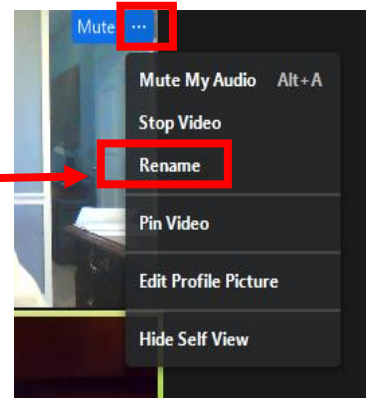 Mute ...
Mute My Audio Alt+A
Stop Video
Rename
Pin Video
Edit Profile Picture
Hide Self View